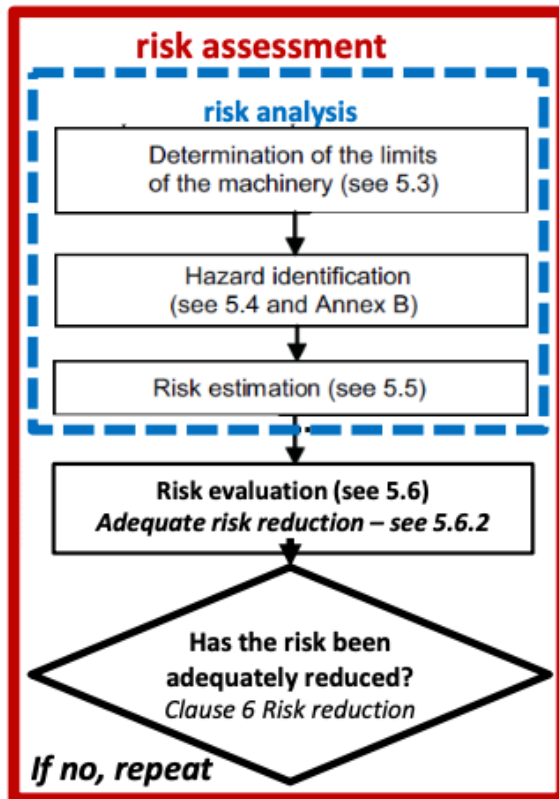 risk assessment
risk analysis
Determination of the limits
of the machinery (see 5.3)
Hazard identification
(see 5.4 and Annex B)
Risk estimation (see 5.5)
Risk evaluation (see 5.6)
Adequate risk reduction – see 5.6.2
Has the risk been
adequately reduced?
Clause 6 Risk reduction
If no, repeat